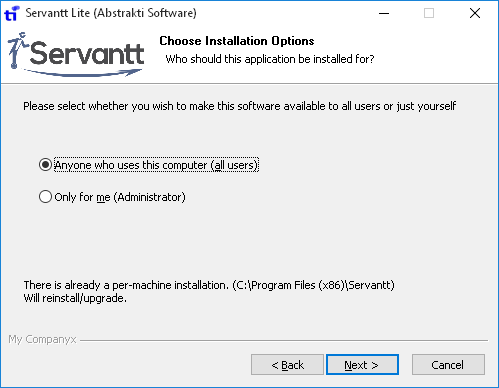 Servantt Lite (Abstrakti Software)
Servantt
Choose Installation Options
Who should this application be installed for?
Please select whether you wish to make this software available to all users or just yourself
Anyone who uses this computer (all users)
Only for me (Administrator)
There is already a per-machine installation. (C:\Program Files (x86)\Servantt)
Will reinstall/upgrade.
My Companyx
< Back
Next >
Cancel